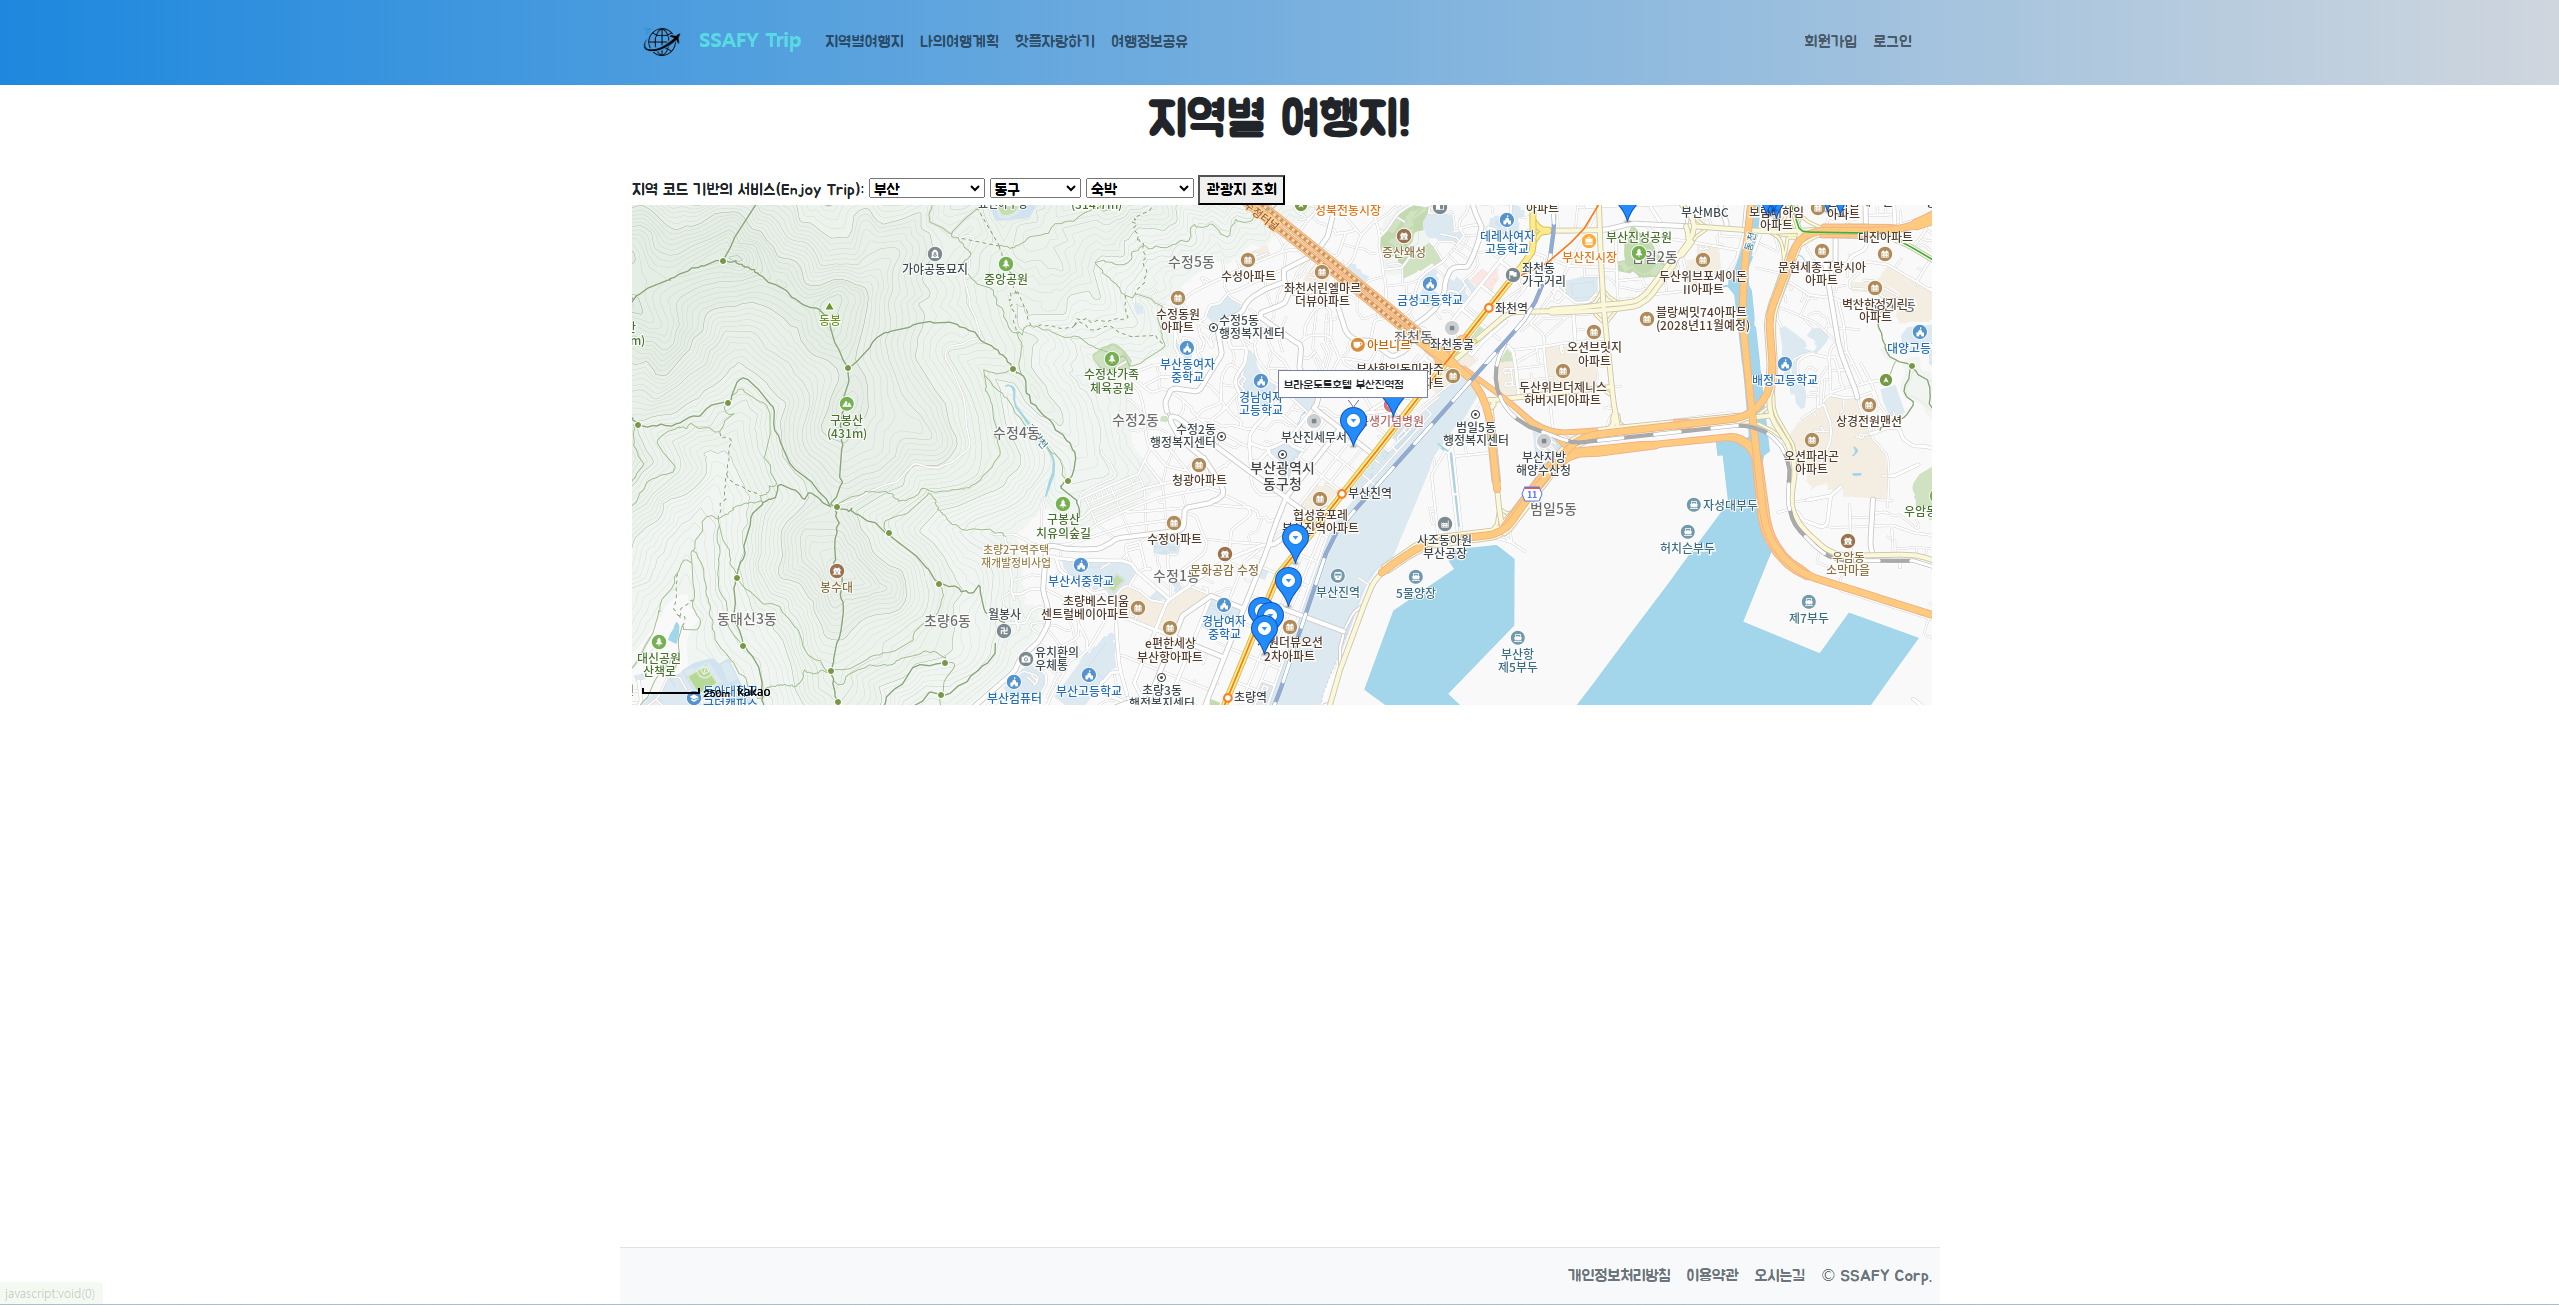 SSAFY Trip 지역별여행지 나의여행계획 핫플자랑하기 여행정보공유 회원가입 로그인
지역별 여행지!
지역 코드 기반의 서비스(Enjoy Trip): 부산 동구 숙박 관광지 조회
성북전통시장
아파트
부산MBC
아파트
아파트
데레사여자
고등학교
부산진시장
부산진성공원
대진아파트
증산왜성
가야공동묘지
중앙공원
수정5동
수성아파트
좌천서린엘마르
더뷰아파트
금성고등학교
좌천동
가구거리
두산위브포세이돈
II아파트
문현세종그랑시아
아파트
동봉
수정동원
아파트
수정5동
행정복지센터
좌천역
블랑써밋74아파트
(2028년11월예정)
아파트
부산동여자
중학교
아브니르
좌천동
좌천동굴
오션브릿지
아파트
대양고등
수정산가족
체육공원
배정고등학교
브라운도트호텔 부산진역점
경남여자
고등학교
두산위브더제니스
하버시티아파트
구봉산
(431m)
수정4동
수정2동
수정2동
행정복지센터
부산진세무서
범일5동
행정복지센터
상경전원맨션
부산광역시
동구청
부산지방
해양수산청
오션파라곤
아파트
청광아파트
부산진역
11
범일5동
자성대부두
구봉산
치유의숲길
협성휴포레
수정아파트
사조동아원
부산공장
허치슨부두
초량2구역주택
재개발정비사업
부산서중학교
수정1동
문화공감 수정
우암동
소막마을
봉수대
부산진역
5물양장
초량베스티움
센트럴베이아파트
월봉사
경남여자
중학교
제7부두
동대신3동
초량6동
e편한세상
부산항아파트
2차아파트
대신공원
산책로
유치환의
우체통
부산항
제5부두
부산컴퓨터
부산고등학교
초량3동
행정복지센터
초량역
250m kakao
개인정보처리방침 이용약관 오시는길 © SSAFY Corp.
javascript:void(0)